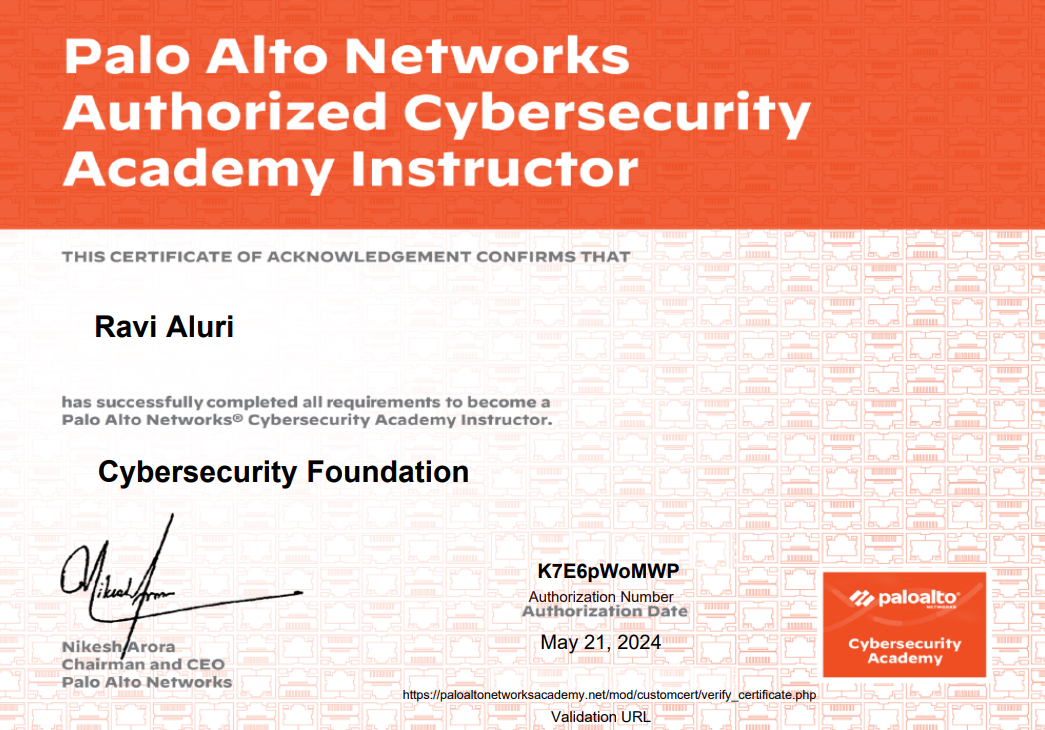 Palo Alto Networks
Authorized Cybersecurity
Academy Instructor
THIS CERTIFICATE OF ACKNOWLEDGEMENT CONFIRMS THAT
Ravi Aluri
has successfully completed all requirements to become a
Palo Alto Networks® Cybersecurity Academy Instructor.
Cybersecurity Foundation
Nikesh Arora
Nikesh Arora
Chairman and CEO
Palo Alto Networks
K7E6pWoMWP
Authorization Number
Authorization Date
May 21, 2024
https://paloaltonetworksacademy.net/mod/customcert/verify_certificate.php
Validation URL
paloalto®
NETWORKS
Cybersecurity
Academy